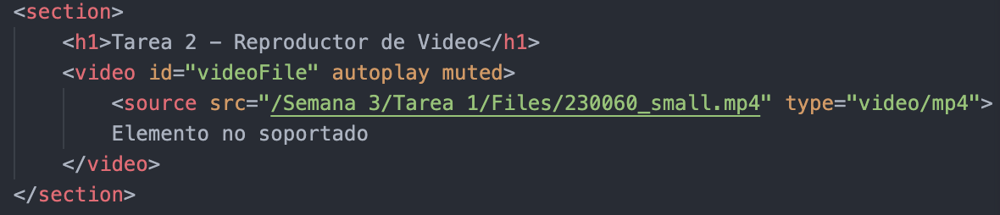 <section>
<h1>Tarea 2 - Reproductor de Video</h1>
<video id="videoFile" autoplay muted>
<source src="/Semana 3/Tarea 1/Files/230060_small.mp4" type="video/mp4">
Elemento no soportado
</video>
</section>